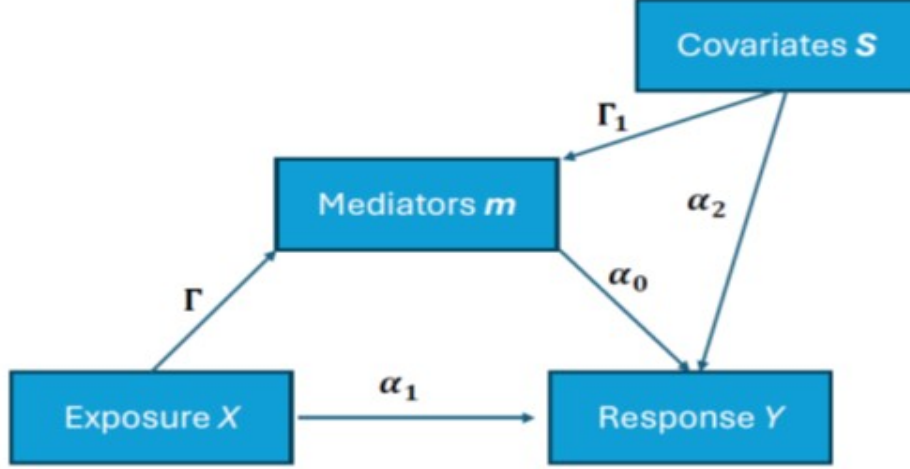 Covariates S
Γ₁
Mediators m
α₂
α₀
Γ
α₁
Exposure X
Response Y